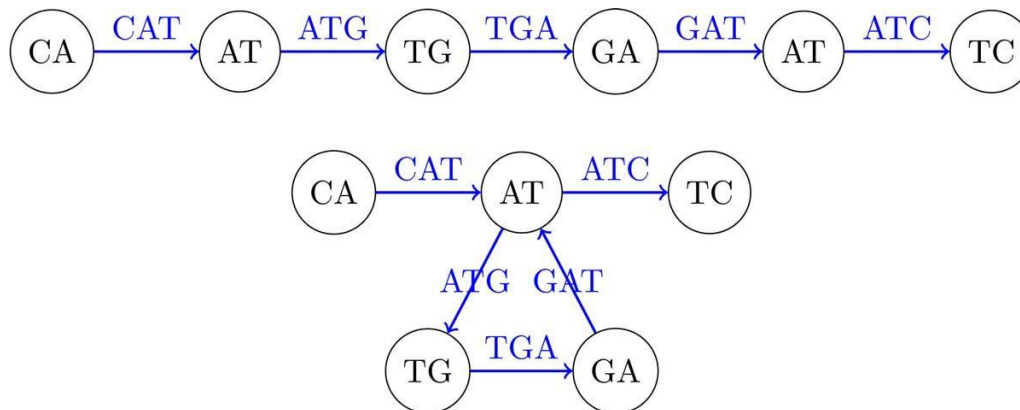 CAT ATG TGA GAT ATC
CA AT TG GA AT TC
CAT ATC
CA AT TC
ATG GAT
TGA
TG GA